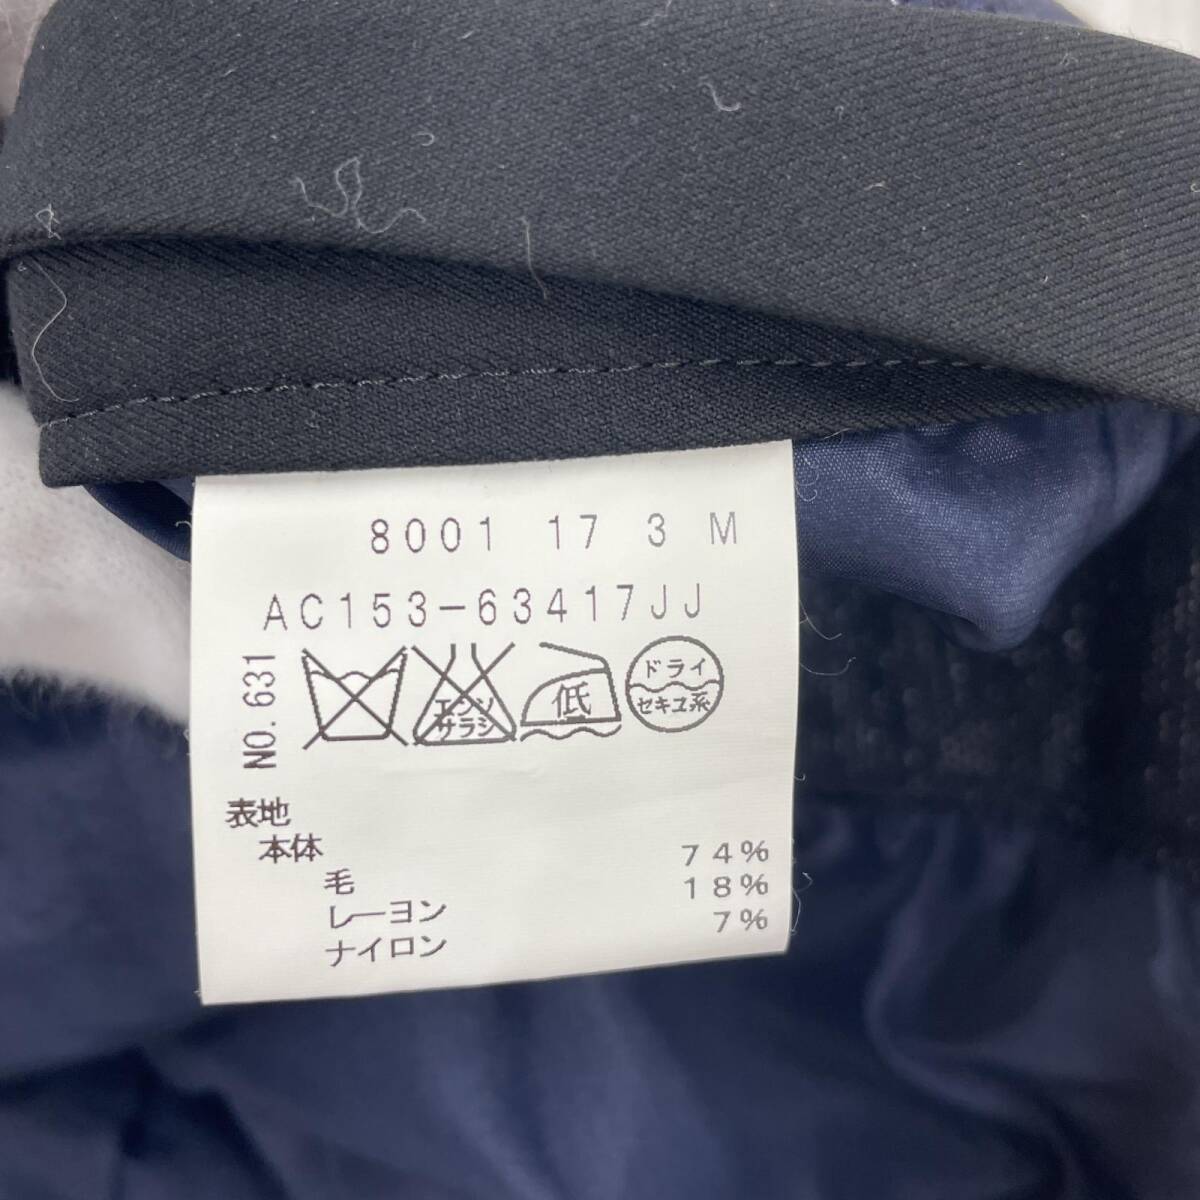 8001 17 3 M
AC153-63417JJ
NO.631
エンソ
サラシ
低
ドライ
セキユ系
表地
本体
毛 74%
レーヨン 18%
ナイロン 7%